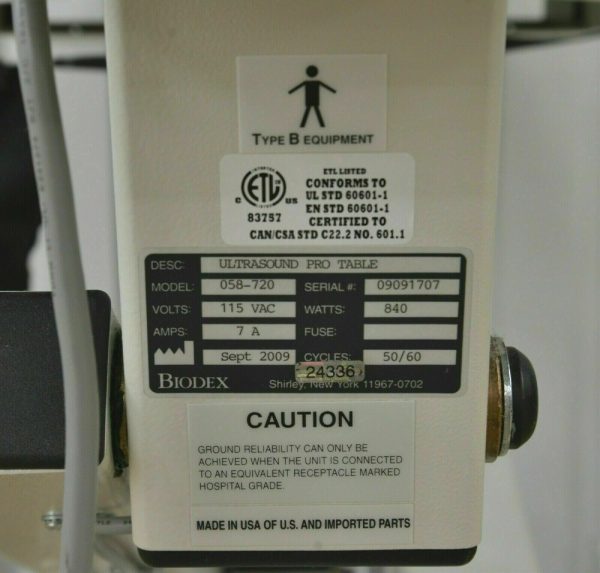 TYPE B EQUIPMENT
ETL LISTED
CONFORMS TO
UL STD 60601-1
EN STD 60601-1
CERTIFIED TO
CAN/CSA STD C22.2 NO. 601.1
C ETL US
83757
DESC: ULTRASOUND PRO TABLE
MODEL: 058-720 SERIAL #: 09091707
VOLTS: 115 VAC WATTS: 840
AMPS: 7 A FUSE:
Sept 2009 CYCLES: 50/60
24336
BIODEX Shirley, New York 11967-0702
CAUTION
GROUND RELIABILITY CAN ONLY BE
ACHIEVED WHEN THE UNIT IS CONNECTED
TO AN EQUIVALENT RECEPTACLE MARKED
HOSPITAL GRADE.
MADE IN USA OF U.S. AND IMPORTED PARTS